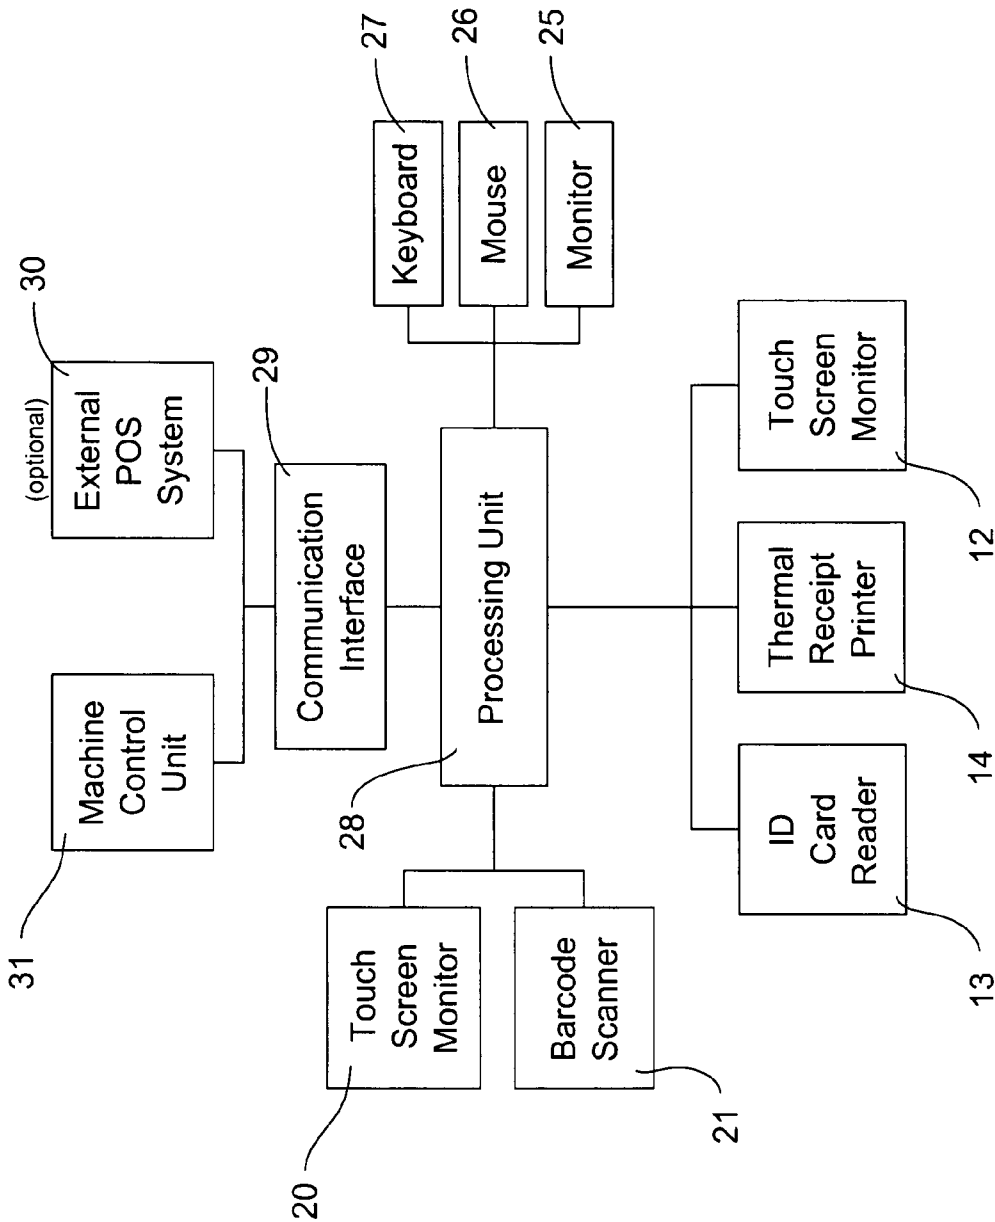 31
Machine
Control
Unit
(optional)
30
External
POS
System
29
Communication
Interface
20
Touch
Screen
Monitor
28
Processing Unit
Keyboard
27
Mouse
26
Monitor
25
Barcode
Scanner
21
ID
Card
Reader
13
Thermal
Receipt
Printer
14
Touch
Screen
Monitor
12